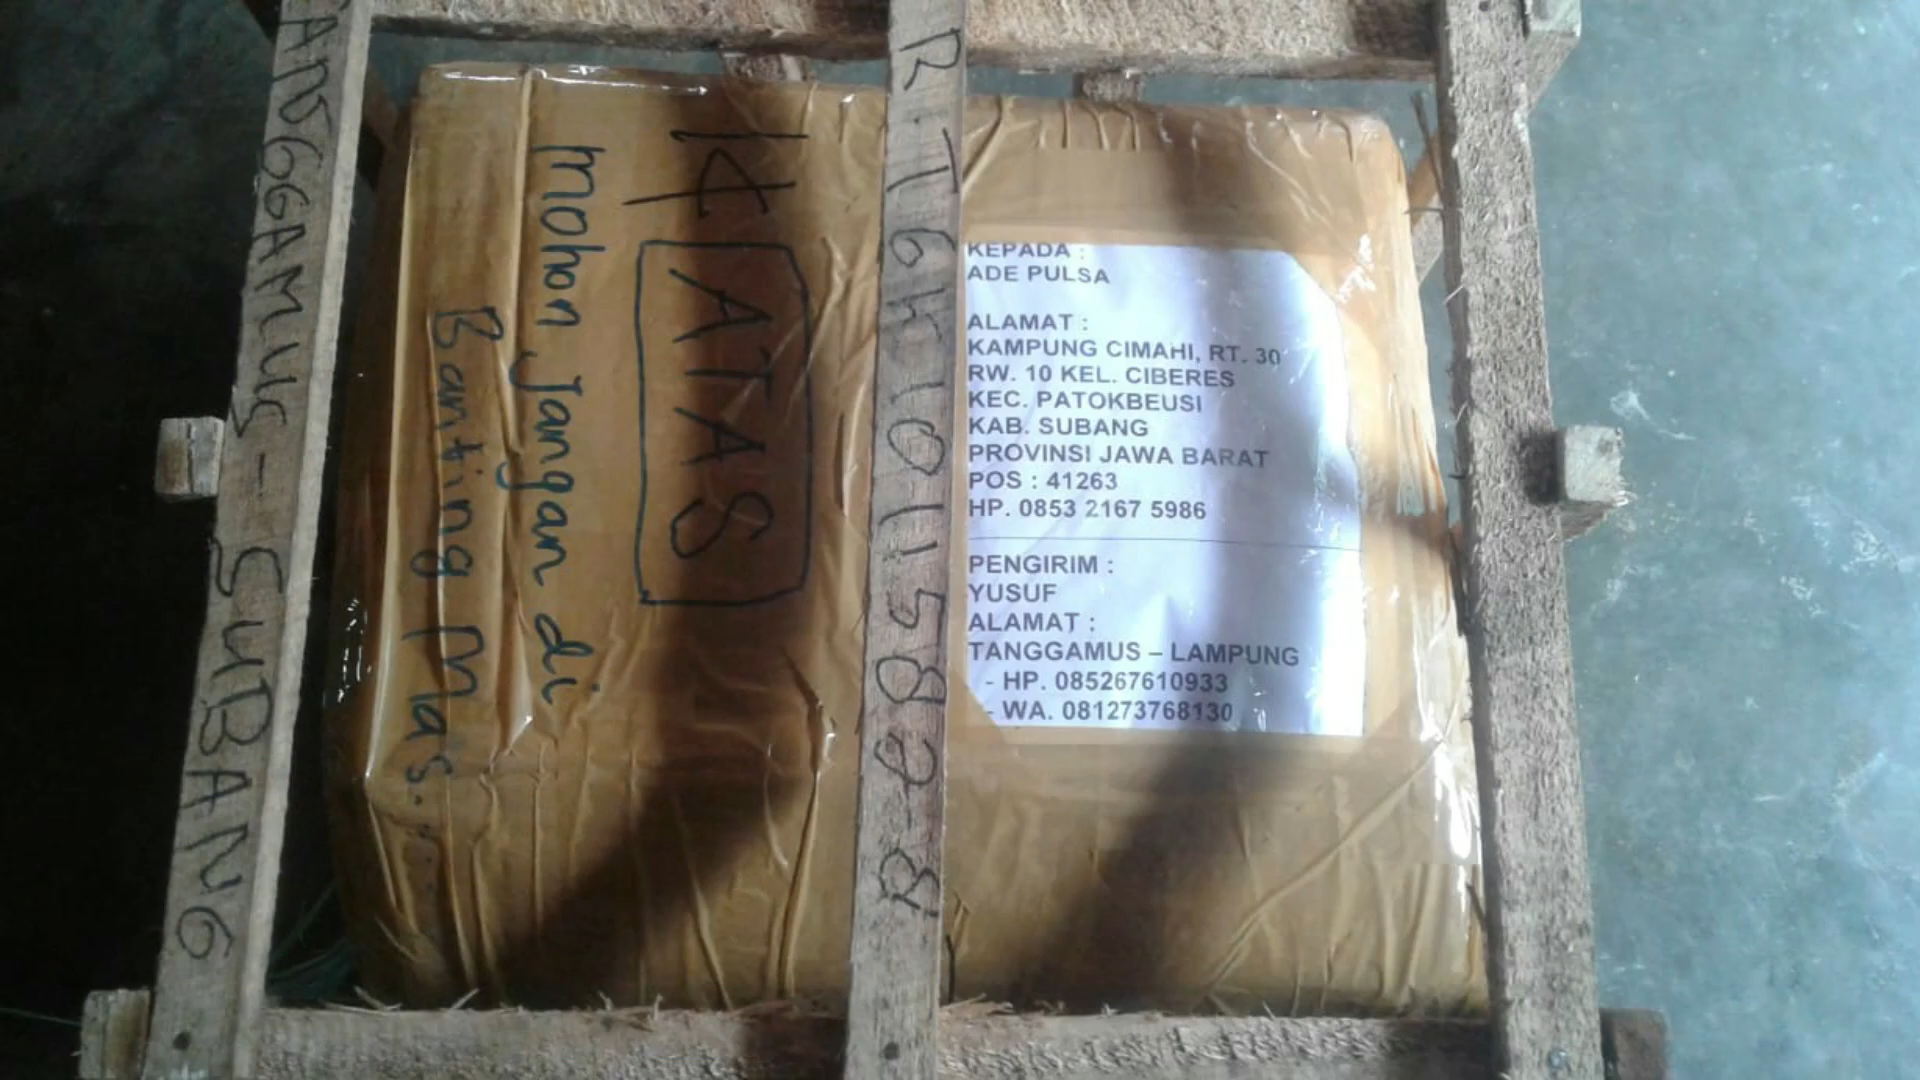 TANGGAMUS - SUBANG
mohon Jangan di
Banting Mas..
ATAS
KEPADA :
ADE PULSA
ALAMAT :
KAMPUNG CIMAHI, RT. 30
RW. 10 KEL. CIBERES
KEC. PATOKBEUSI
KAB. SUBANG
PROVINSI JAWA BARAT
POS : 41263
HP. 0853 2167 5986
PENGIRIM :
YUSUF
ALAMAT :
TANGGAMUS – LAMPUNG
- HP. 085267610933
- WA. 081273768130